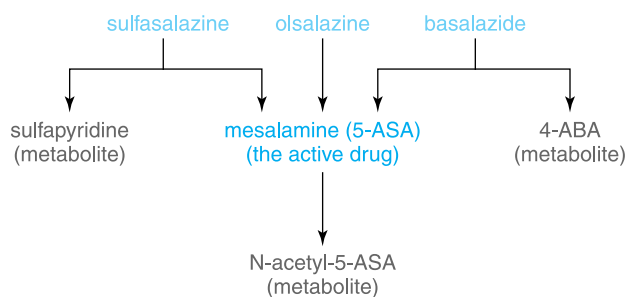 sulfasalazine
olsalazine
basalazide
sulfapyridine
(metabolite)
mesalamine (5-ASA)
(the active drug)
4-ABA
(metabolite)
N-acetyl-5-ASA
(metabolite)